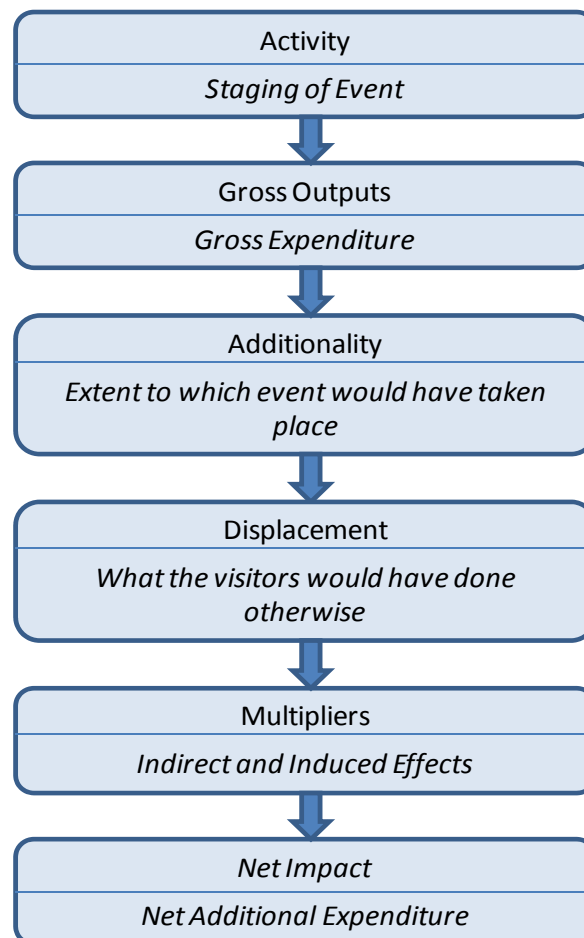 Activity
Staging of Event
Gross Outputs
Gross Expenditure
Additionality
Extent to which event would have taken
place
Displacement
What the visitors would have done
otherwise
Multipliers
Indirect and Induced Effects
Net Impact
Net Additional Expenditure